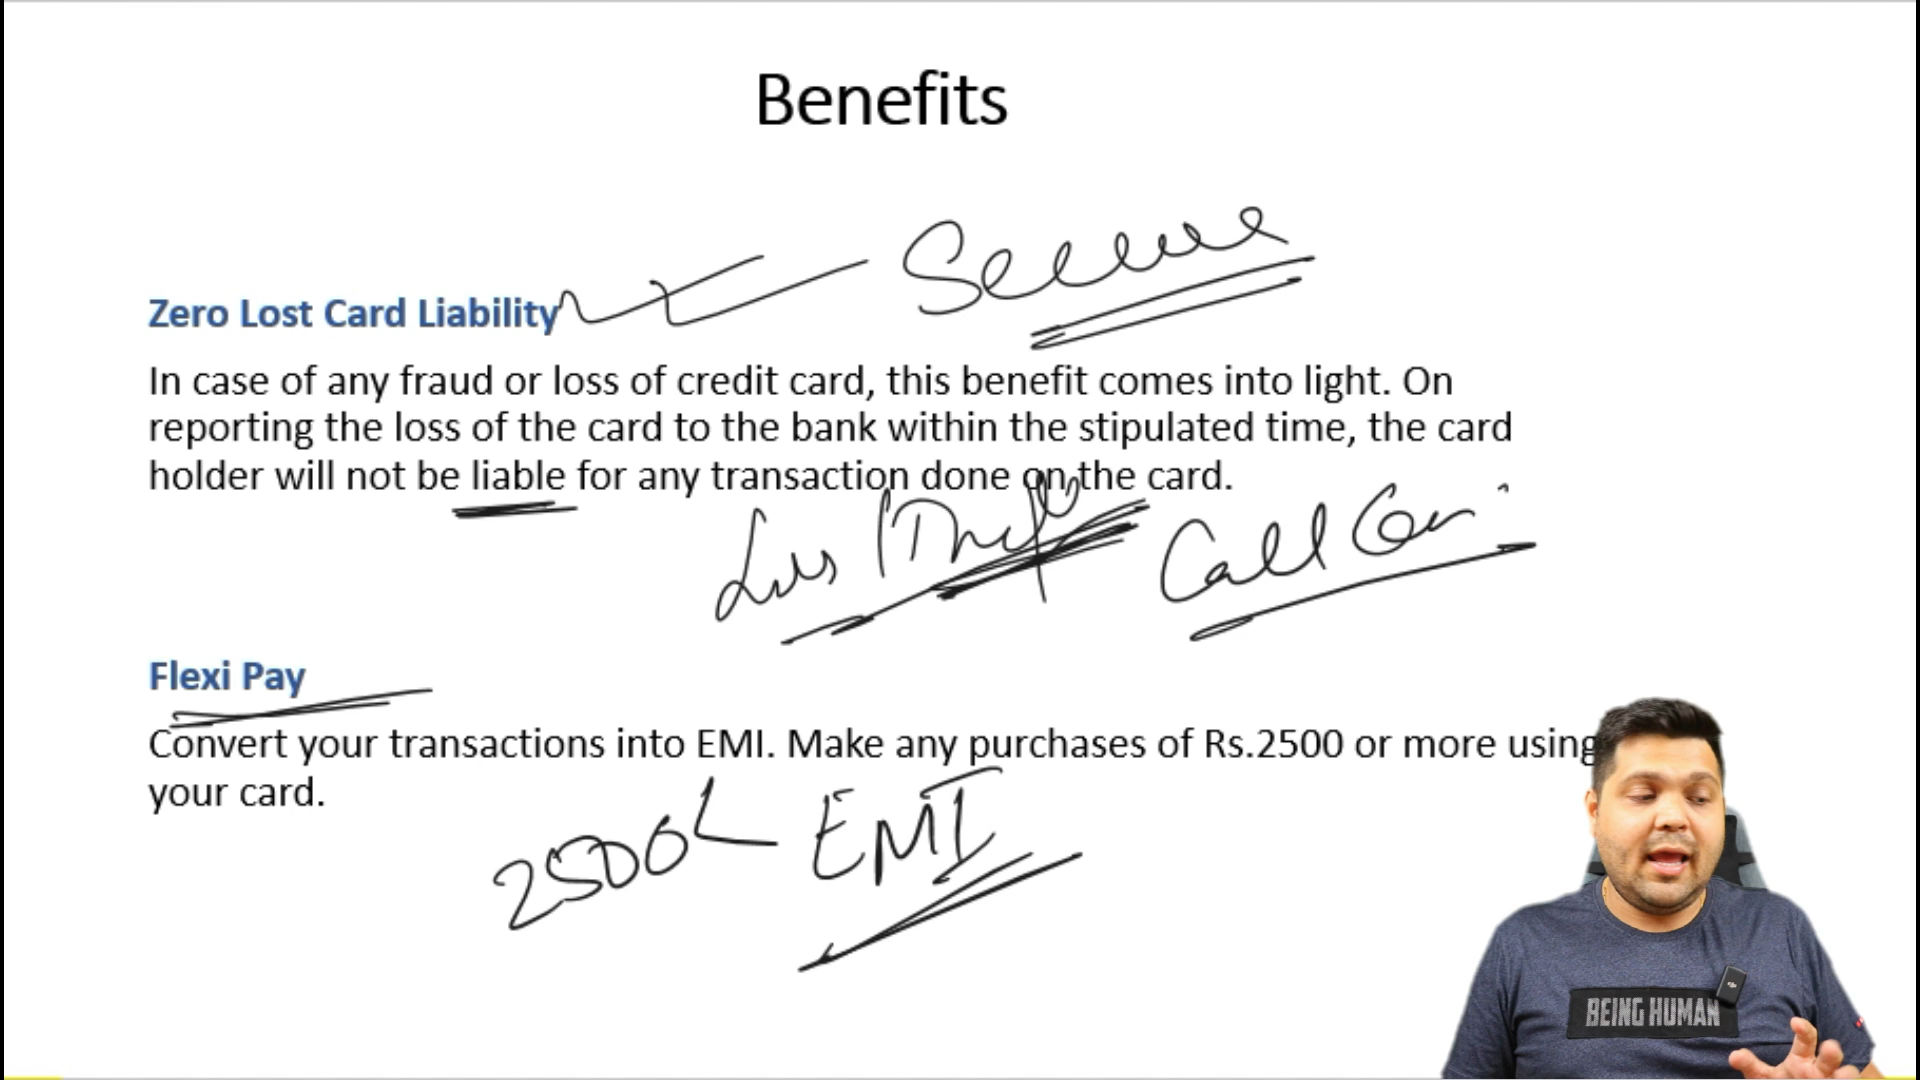 Benefits
Secure
Zero Lost Card Liability
In case of any fraud or loss of credit card, this benefit comes into light. On
reporting the loss of the card to the bank within the stipulated time, the card
holder will not be liable for any transaction done on the card.
Loss / Theft
Call Cen
Flexi Pay
Convert your transactions into EMI. Make any purchases of Rs.2500 or more using
your card.
2500 EMI
BEING HUMAN